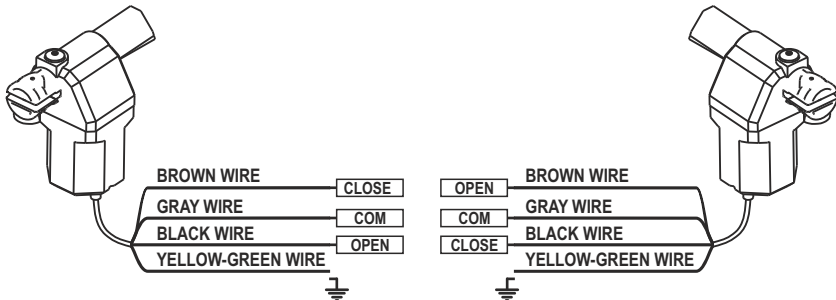 BROWN WIRE CLOSE
GRAY WIRE COM
BLACK WIRE OPEN
YELLOW-GREEN WIRE
OPEN BROWN WIRE
COM GRAY WIRE
CLOSE BLACK WIRE
YELLOW-GREEN WIRE